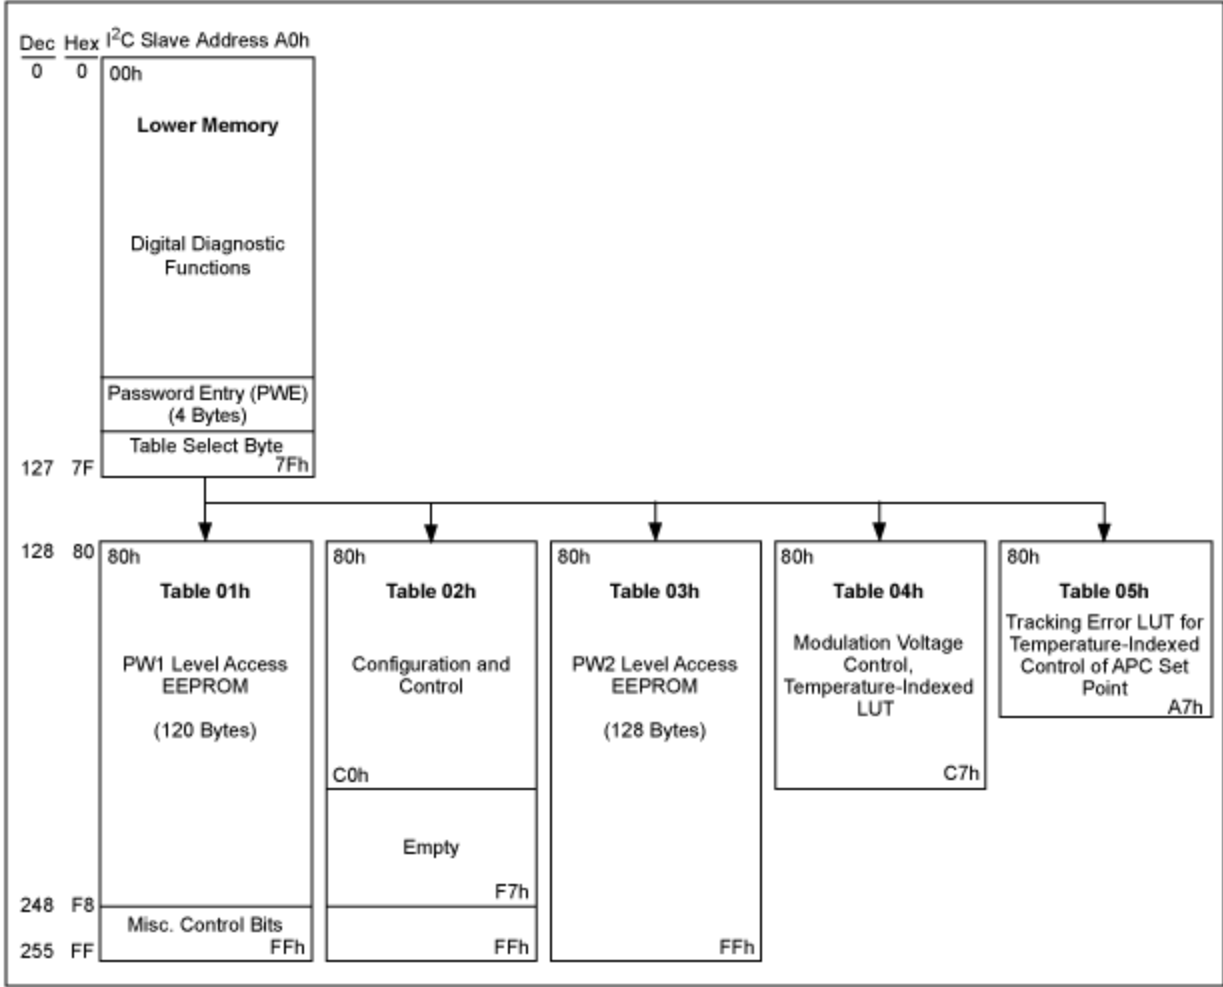 Dec Hex I²C Slave Address A0h
0 0 00h
Lower Memory
Digital Diagnostic
Functions
Password Entry (PWE)
(4 Bytes)
Table Select Byte
127 7F 7Fh
128 80 80h
Table 01h
PW1 Level Access
EEPROM
(120 Bytes)
248 F8
Misc. Control Bits
255 FF FFh
80h
Table 02h
Configuration and
Control
C0h
Empty
F7h
FFh
80h
Table 03h
PW2 Level Access
EEPROM
(128 Bytes)
FFh
80h
Table 04h
Modulation Voltage
Control,
Temperature-Indexed
LUT
C7h
80h
Table 05h
Tracking Error LUT for
Temperature-Indexed
Control of APC Set
Point
A7h